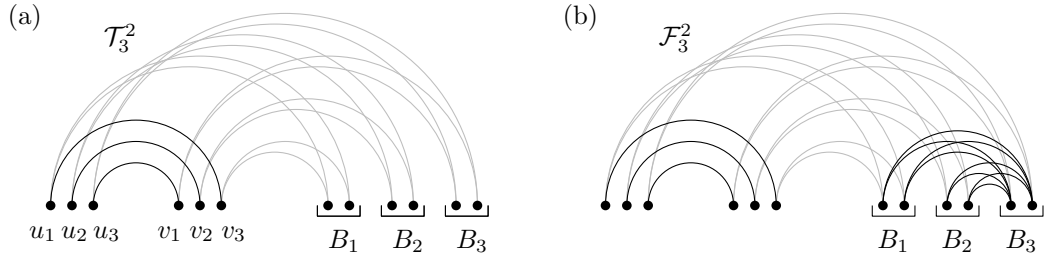 (a) 𝒯₃² (b) ℱ₃²
u₁ u₂ u₃ v₁ v₂ v₃ B₁ B₂ B₃ B₁ B₂ B₃